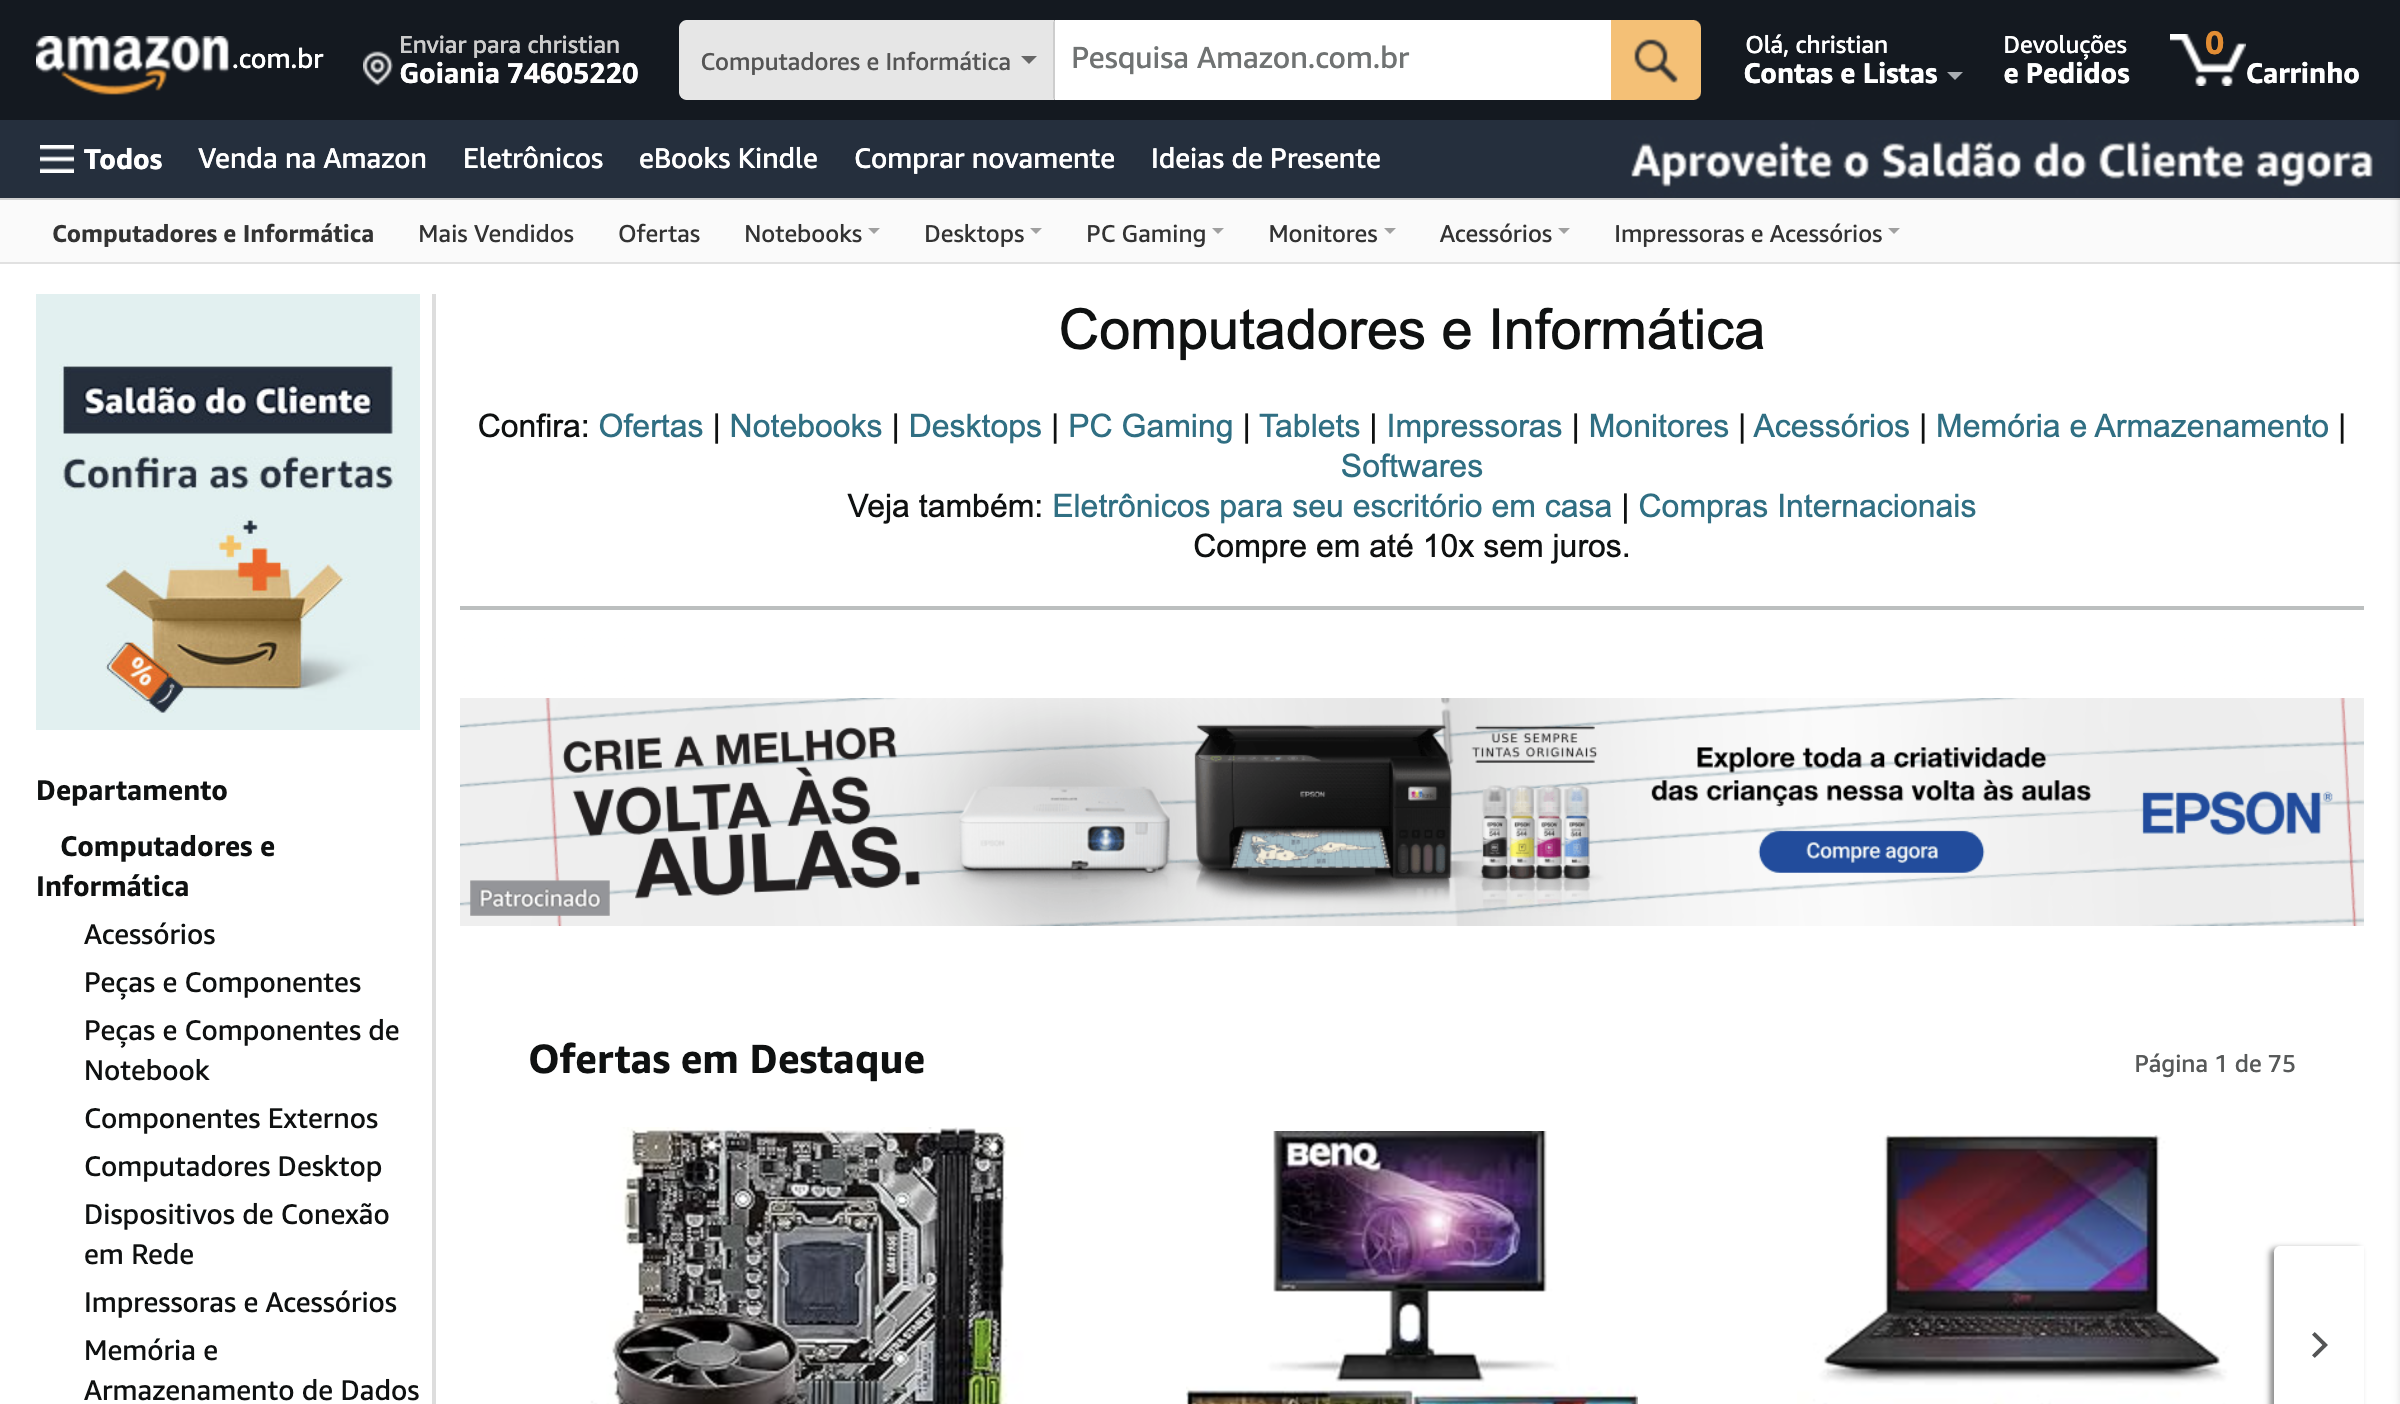 amazon.com.br
Enviar para christian
Goiania 74605220
Computadores e Informática
Pesquisa Amazon.com.br
Olá, christian
Contas e Listas
Devoluções
e Pedidos
0
Carrinho
Todos
Venda na Amazon
Eletrônicos
eBooks Kindle
Comprar novamente
Ideias de Presente
Aproveite o Saldão do Cliente agora
Computadores e Informática
Mais Vendidos
Ofertas
Notebooks
Desktops
PC Gaming
Monitores
Acessórios
Impressoras e Acessórios
Saldão do Cliente
Confira as ofertas
%
Departamento
Computadores e
Informática
Acessórios
Peças e Componentes
Peças e Componentes de
Notebook
Componentes Externos
Computadores Desktop
Dispositivos de Conexão
em Rede
Impressoras e Acessórios
Memória e
Armazenamento de Dados
Computadores e Informática
Confira: Ofertas | Notebooks | Desktops | PC Gaming | Tablets | Impressoras | Monitores | Acessórios | Memória e Armazenamento |
Softwares
Veja também: Eletrônicos para seu escritório em casa | Compras Internacionais
Compre em até 10x sem juros.
CRIE A MELHOR
VOLTA ÀS
AULAS.
Patrocinado
EPSON
USE SEMPRE
TINTAS ORIGINAIS
Explore toda a criatividade
das crianças nessa volta às aulas
Compre agora
EPSON®
Ofertas em Destaque
Página 1 de 75
BenQ